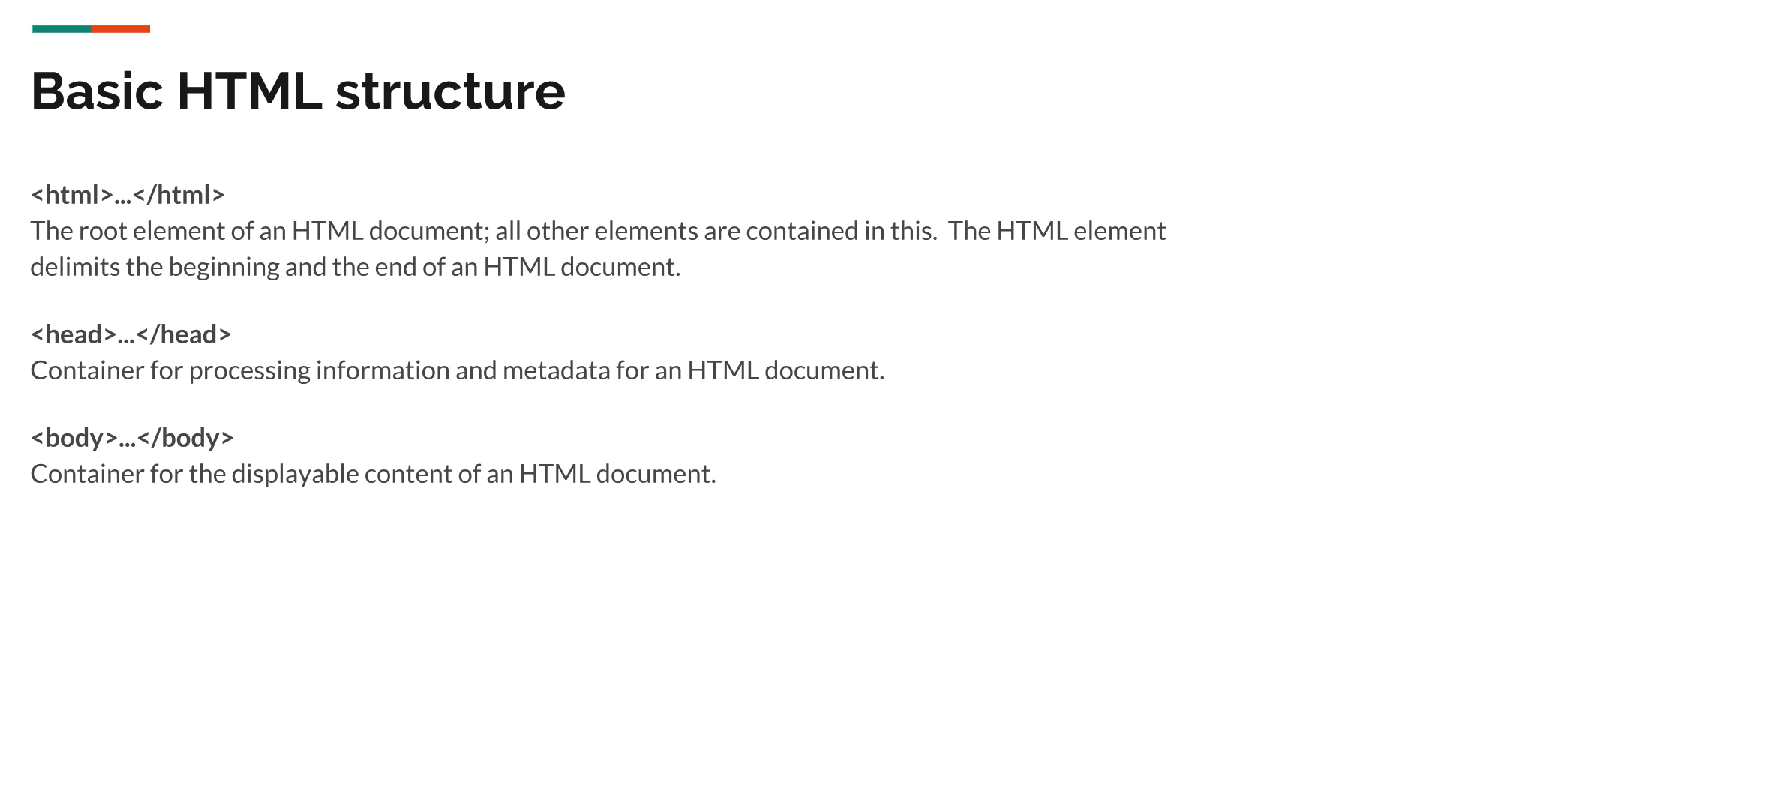 Basic HTML structure
<html>...</html>
The root element of an HTML document; all other elements are contained in this.  The HTML element
delimits the beginning and the end of an HTML document.
<head>...</head>
Container for processing information and metadata for an HTML document.
<body>...</body>
Container for the displayable content of an HTML document.